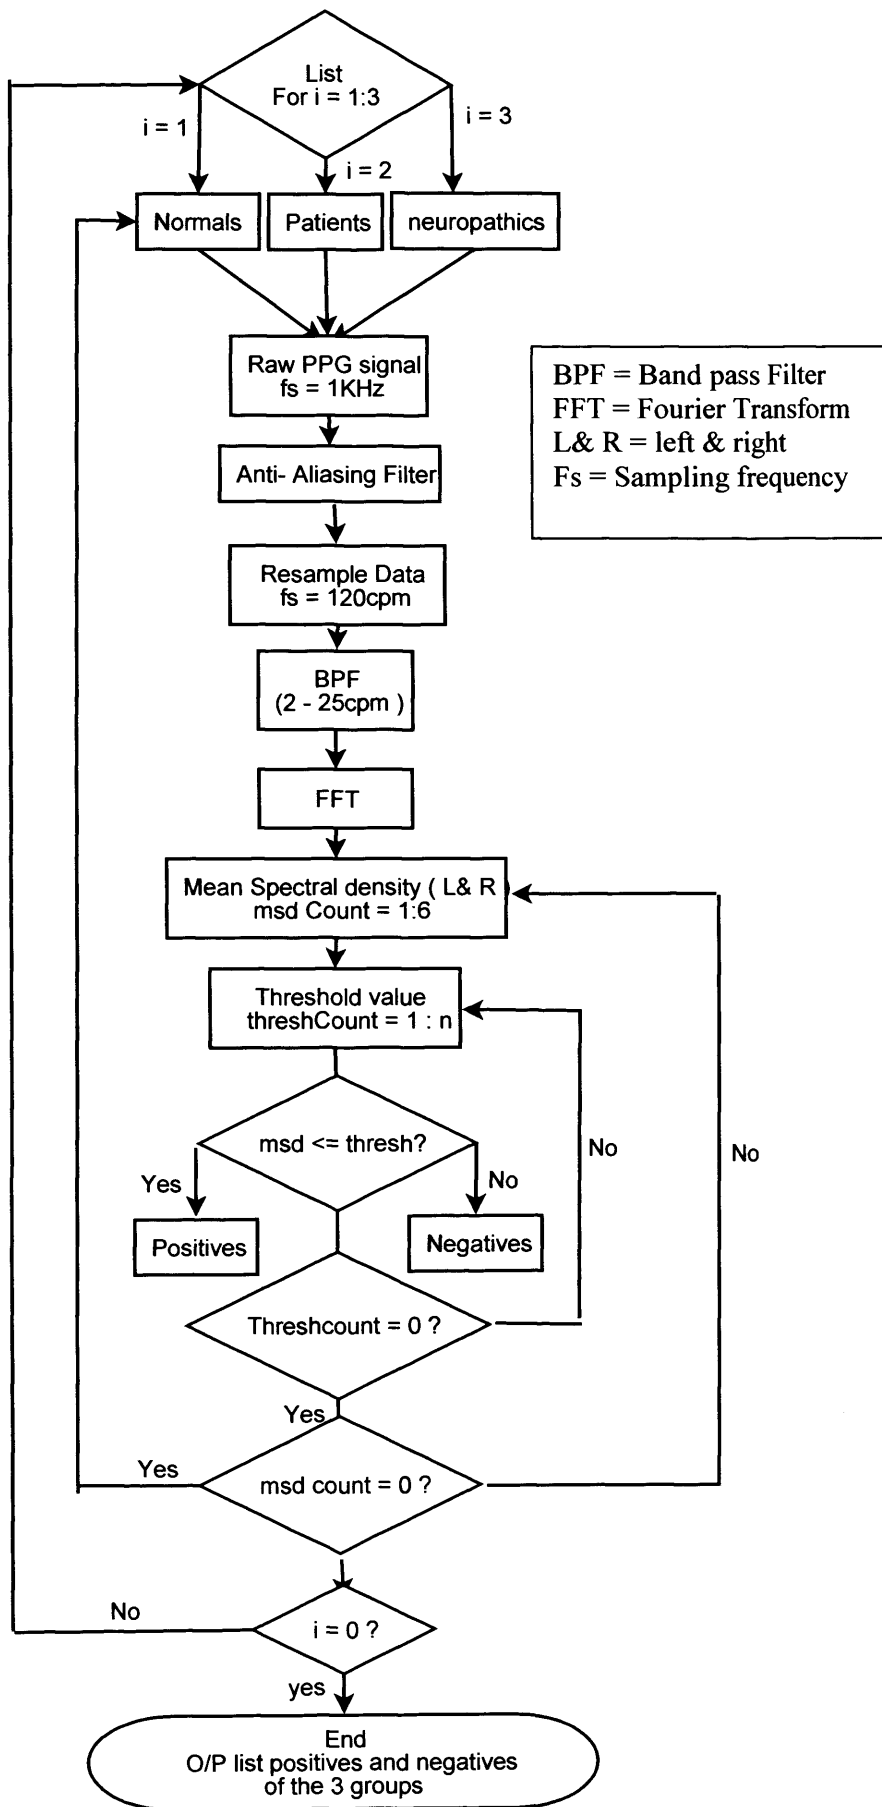 List
For i = 1:3
i = 1
i = 3
i = 2
Normals
Patients
neuropathics
Raw PPG signal
fs = 1KHz
BPF = Band pass Filter
FFT = Fourier Transform
L& R = left & right
Fs = Sampling frequency
Anti- Aliasing Filter
Resample Data
fs = 120cpm
BPF
(2 - 25cpm )
FFT
Mean Spectral density ( L& R )
msd Count = 1:6
Threshold value
threshCount = 1 : n
msd <= thresh?
No
No
Yes
No
Positives
Negatives
Threshcount = 0 ?
Yes
Yes
msd count = 0 ?
No
i = 0 ?
yes
End
O/P list positives and negatives
of the 3 groups